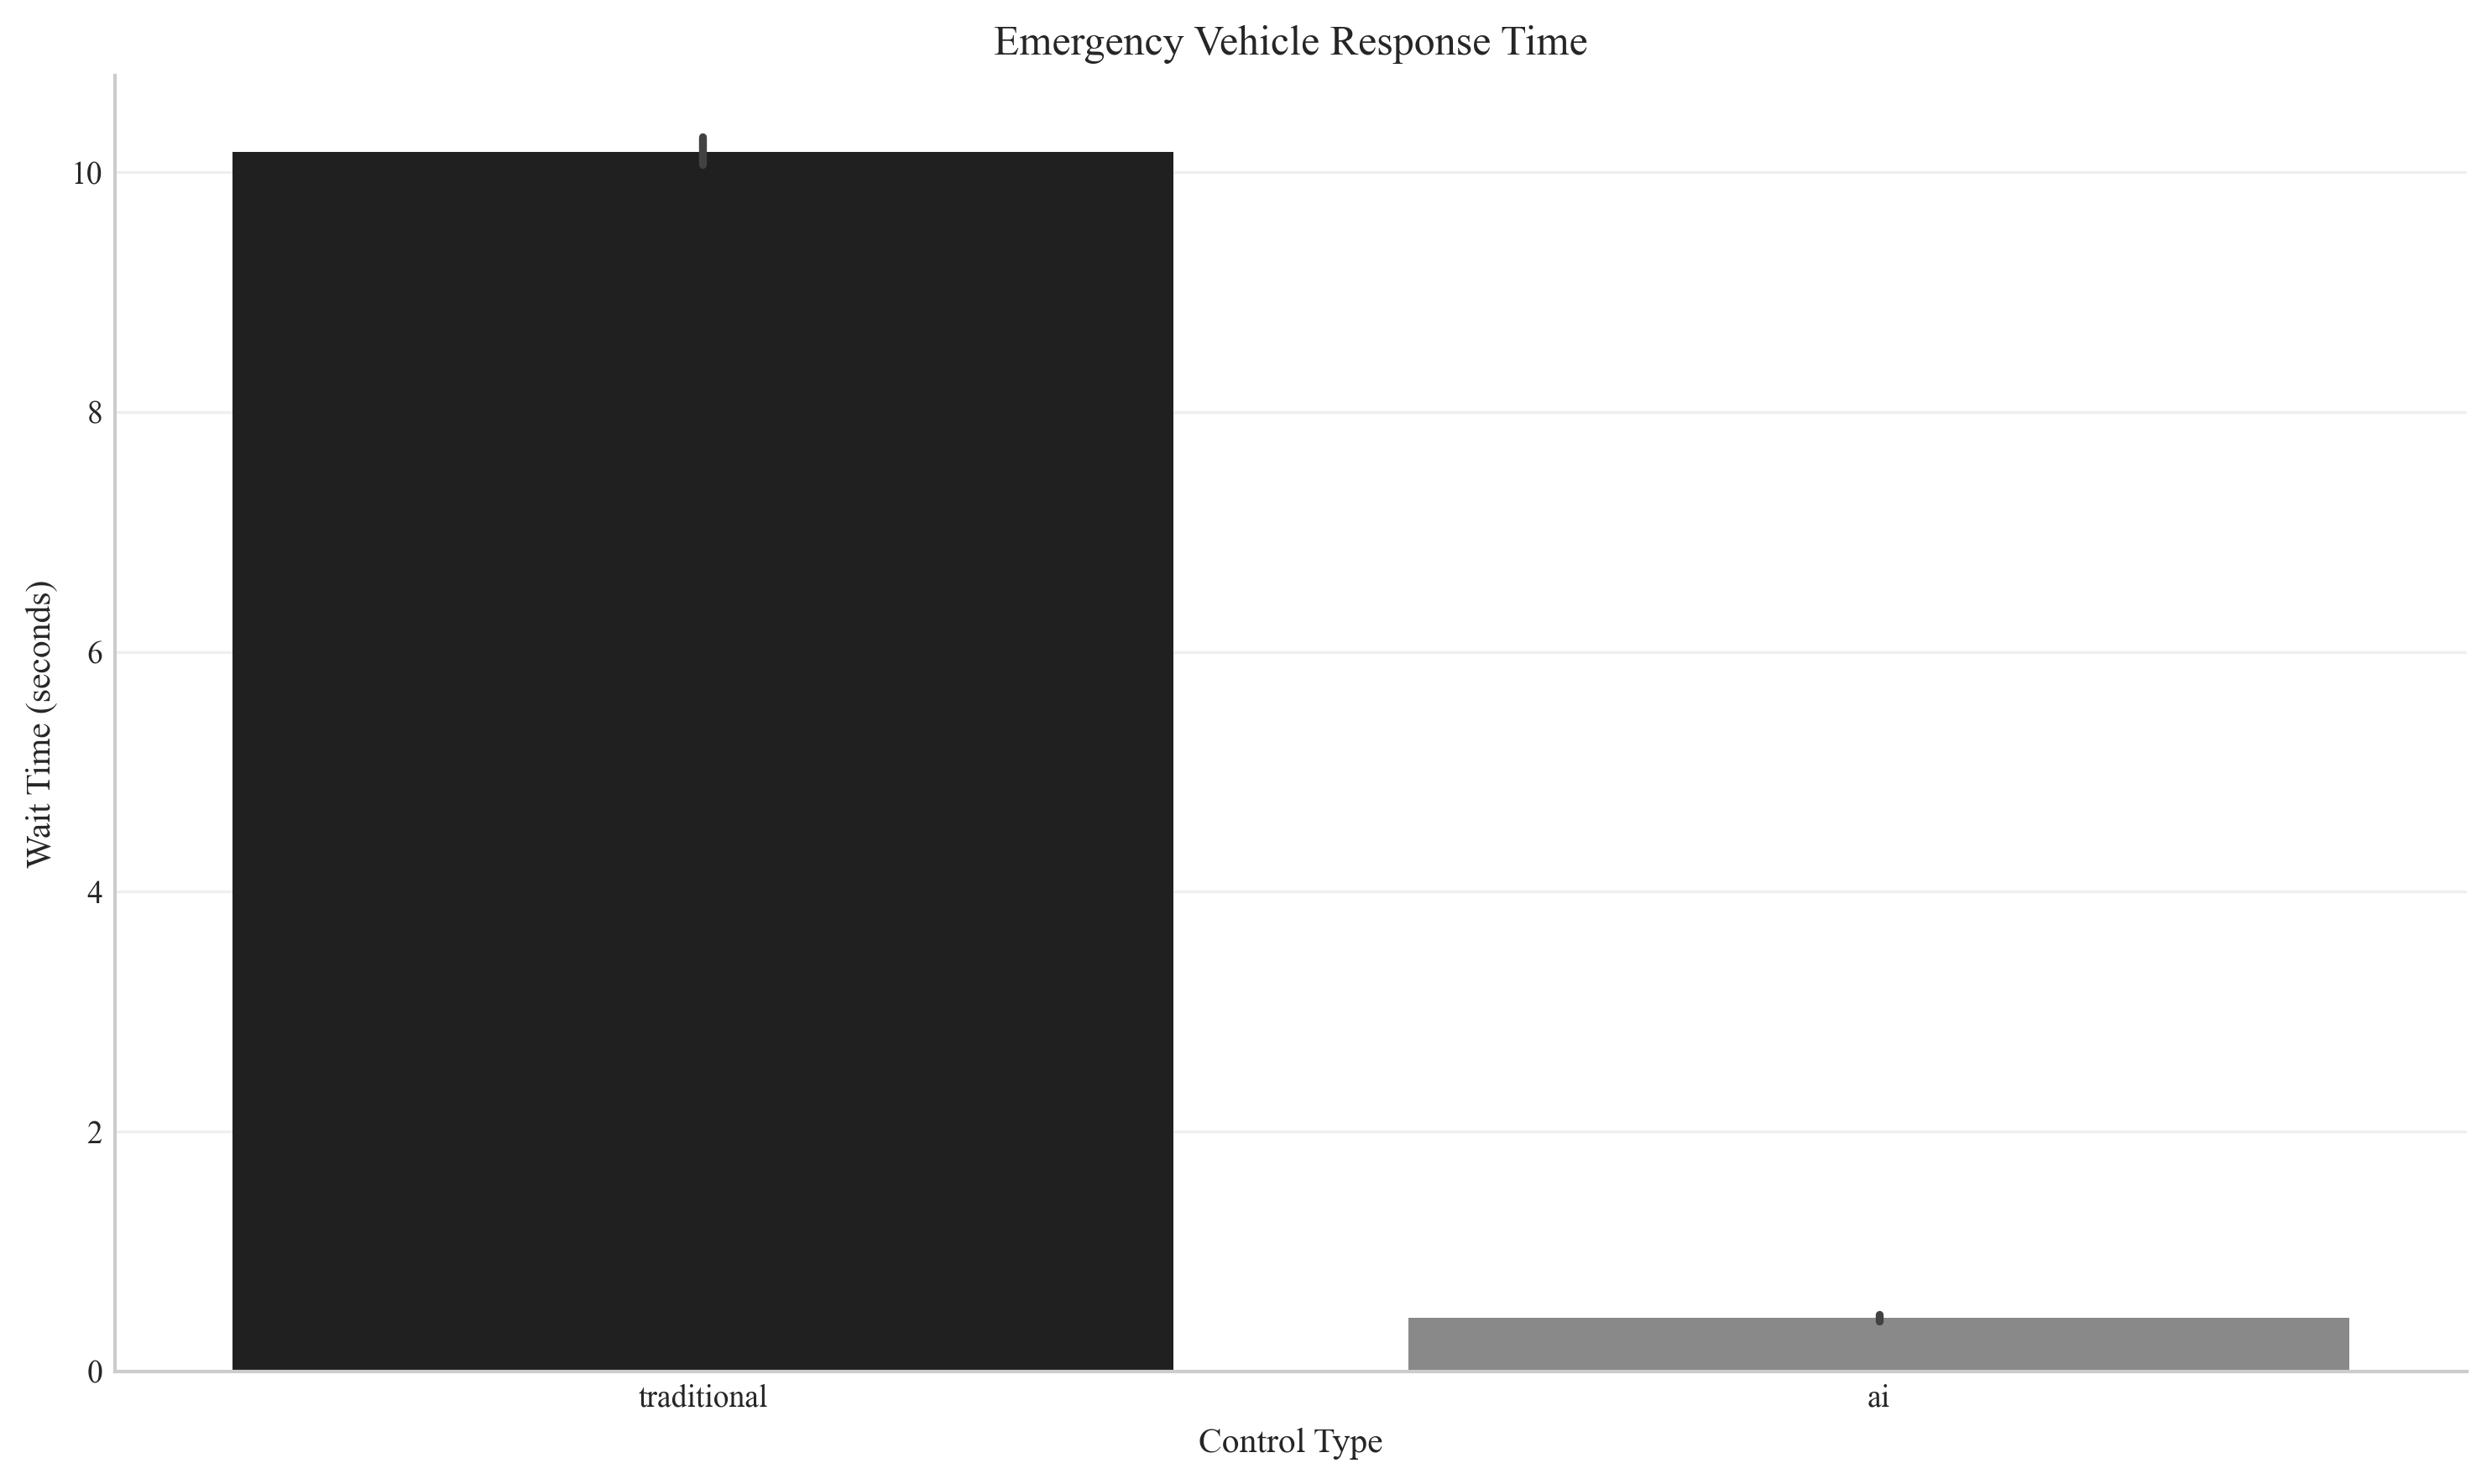 Emergency Vehicle Response Time
Wait Time (seconds)
10
8
6
4
2
0
traditional
ai
Control Type